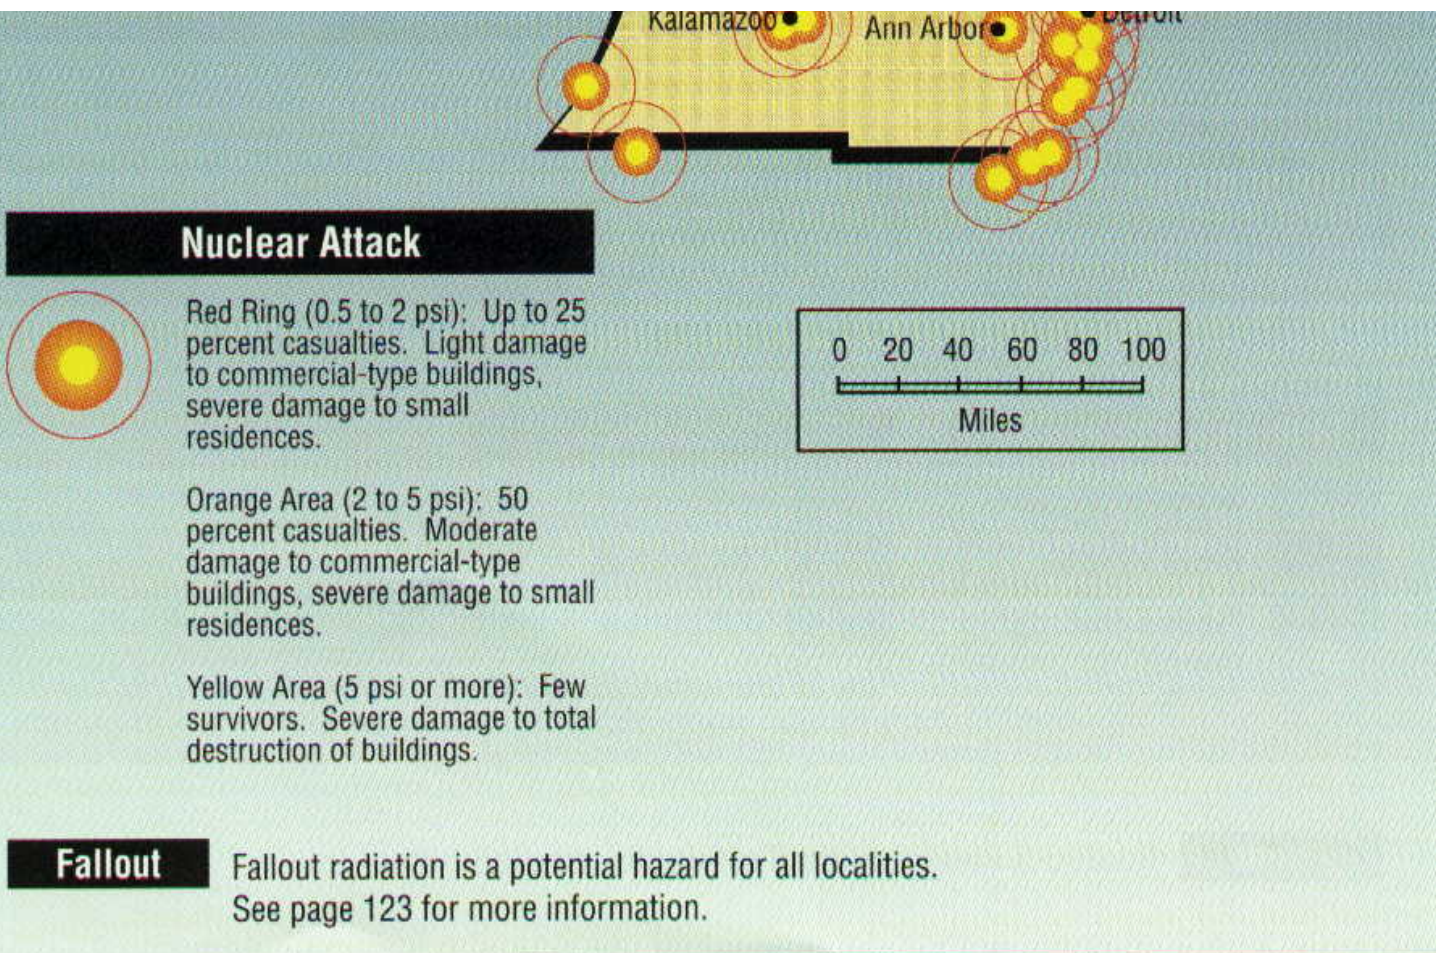 Kalamazoo
Ann Arbor
Detroit
Nuclear Attack
Red Ring (0.5 to 2 psi): Up to 25
percent casualties. Light damage
to commercial-type buildings,
severe damage to small
residences.
Orange Area (2 to 5 psi): 50
percent casualties. Moderate
damage to commercial-type
buildings, severe damage to small
residences.
Yellow Area (5 psi or more): Few
survivors. Severe damage to total
destruction of buildings.
0 20 40 60 80 100
Miles
Fallout
Fallout radiation is a potential hazard for all localities.
See page 123 for more information.